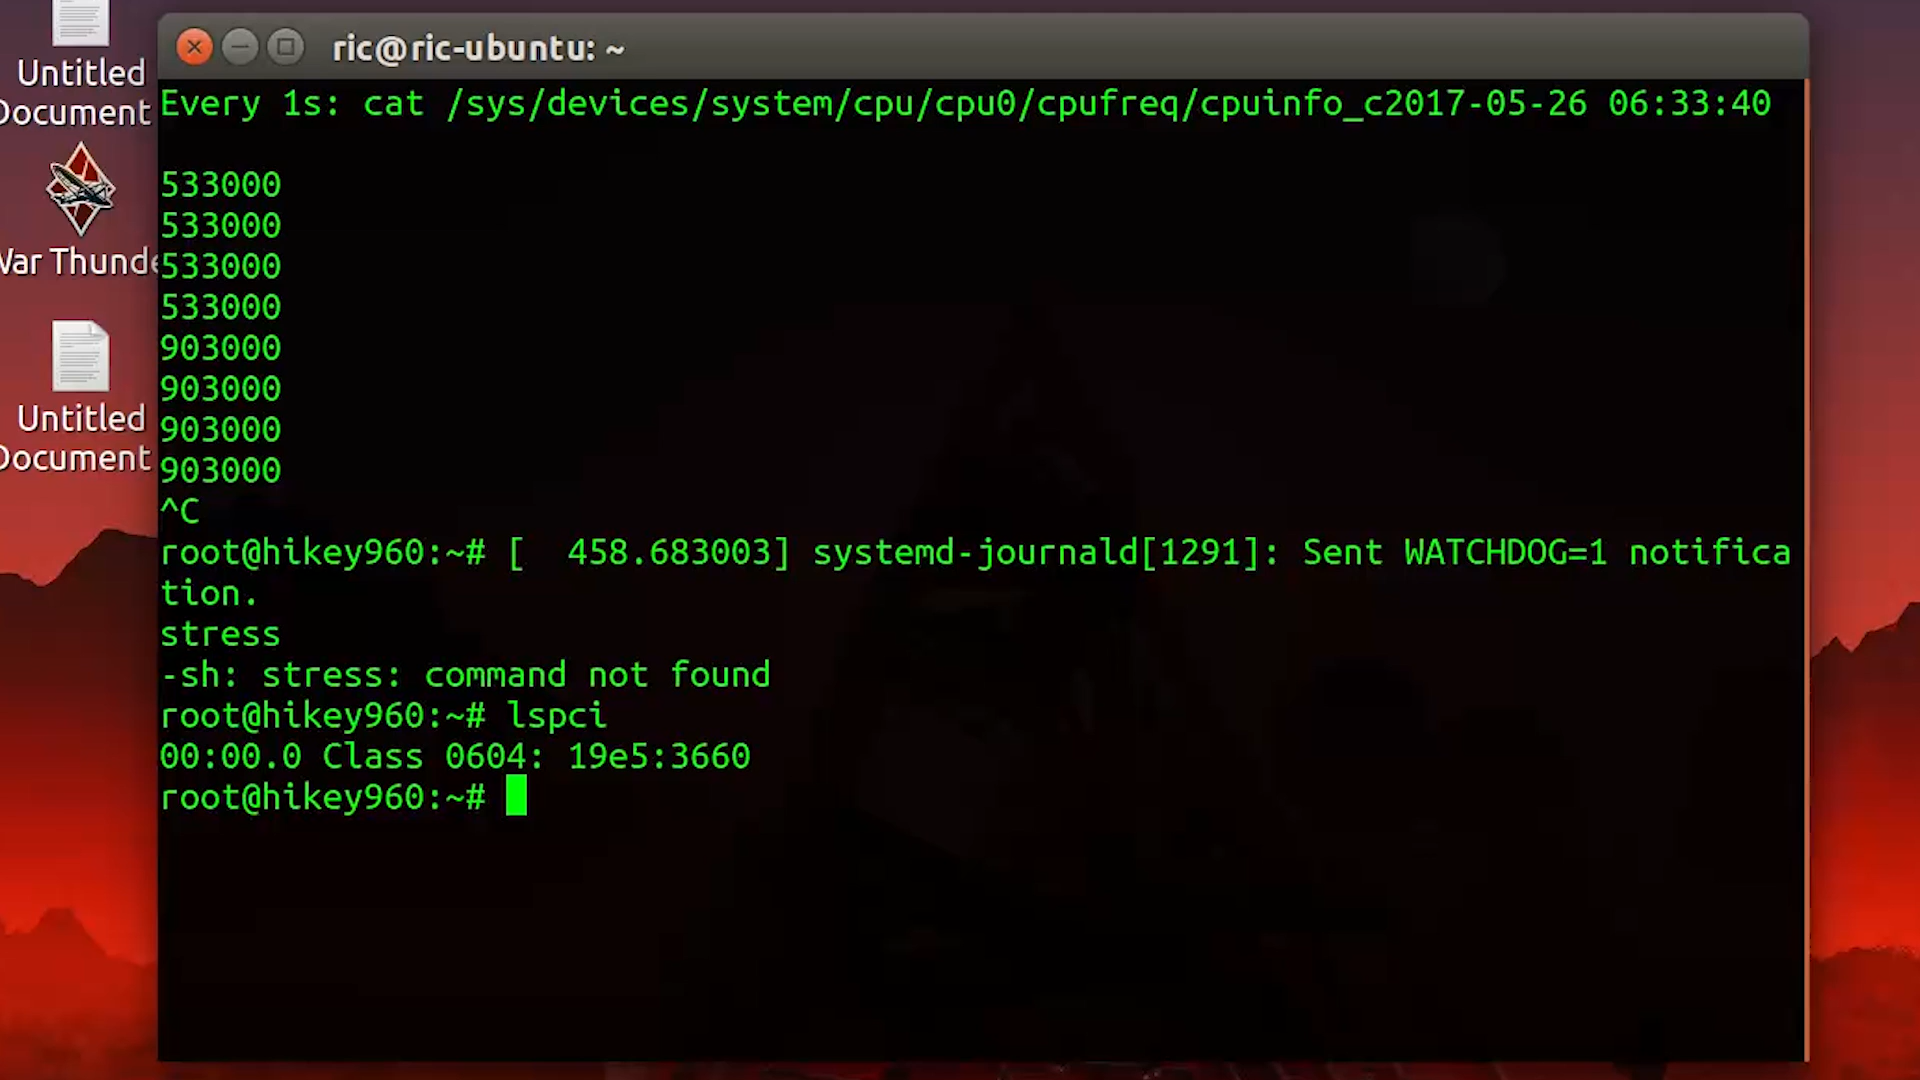 ric@ric-ubuntu: ~
Untitled
Document
War Thunde
Untitled
Document
Every 1s: cat /sys/devices/system/cpu/cpu0/cpufreq/cpuinfo_c2017-05-26 06:33:40
533000
533000
533000
533000
903000
903000
903000
903000
^C
root@hikey960:~# [  458.683003] systemd-journald[1291]: Sent WATCHDOG=1 notifica
tion.
stress
-sh: stress: command not found
root@hikey960:~# lspci
00:00.0 Class 0604: 19e5:3660
root@hikey960:~#